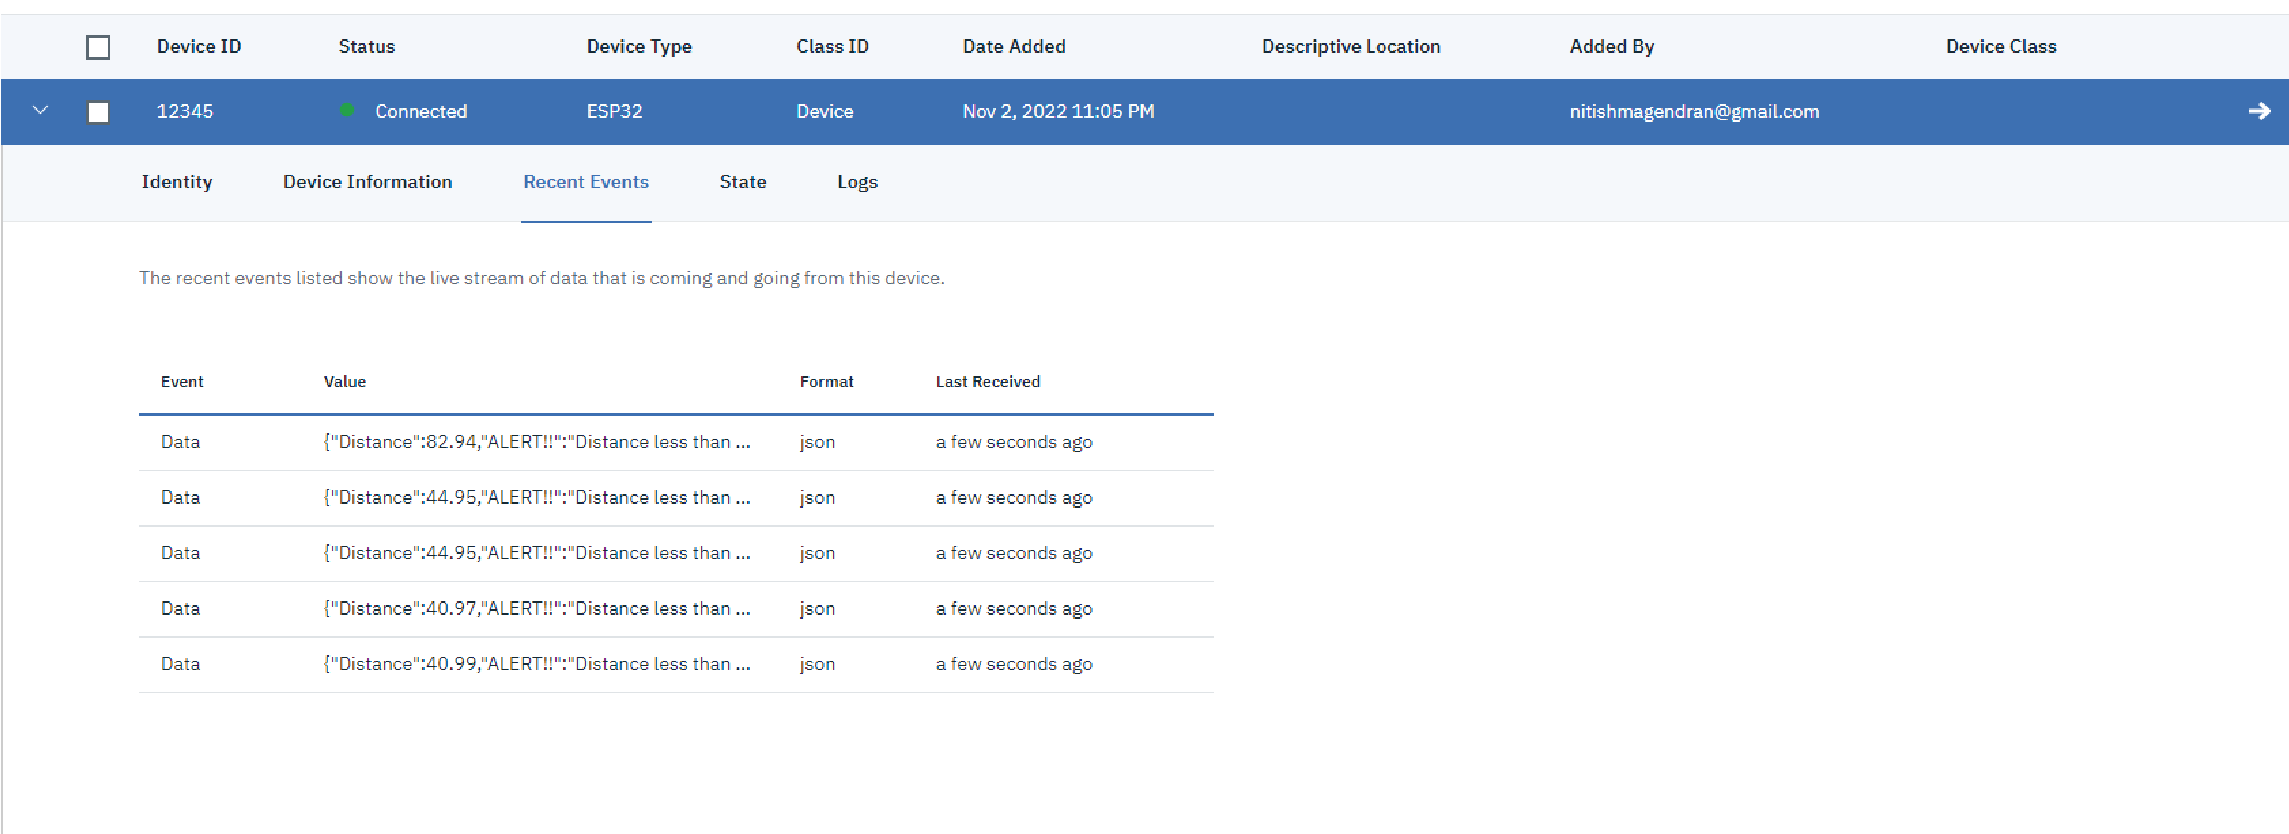 Device ID Status Device Type Class ID Date Added Descriptive Location Added By Device Class
12345 Connected ESP32 Device Nov 2, 2022 11:05 PM nitishmagendran@gmail.com
Identity Device Information Recent Events State Logs
The recent events listed show the live stream of data that is coming and going from this device.
Event Value Format Last Received
Data {"Distance":82.94,"ALERT!!":"Distance less than ... json a few seconds ago
Data {"Distance":44.95,"ALERT!!":"Distance less than ... json a few seconds ago
Data {"Distance":44.95,"ALERT!!":"Distance less than ... json a few seconds ago
Data {"Distance":40.97,"ALERT!!":"Distance less than ... json a few seconds ago
Data {"Distance":40.99,"ALERT!!":"Distance less than ... json a few seconds ago